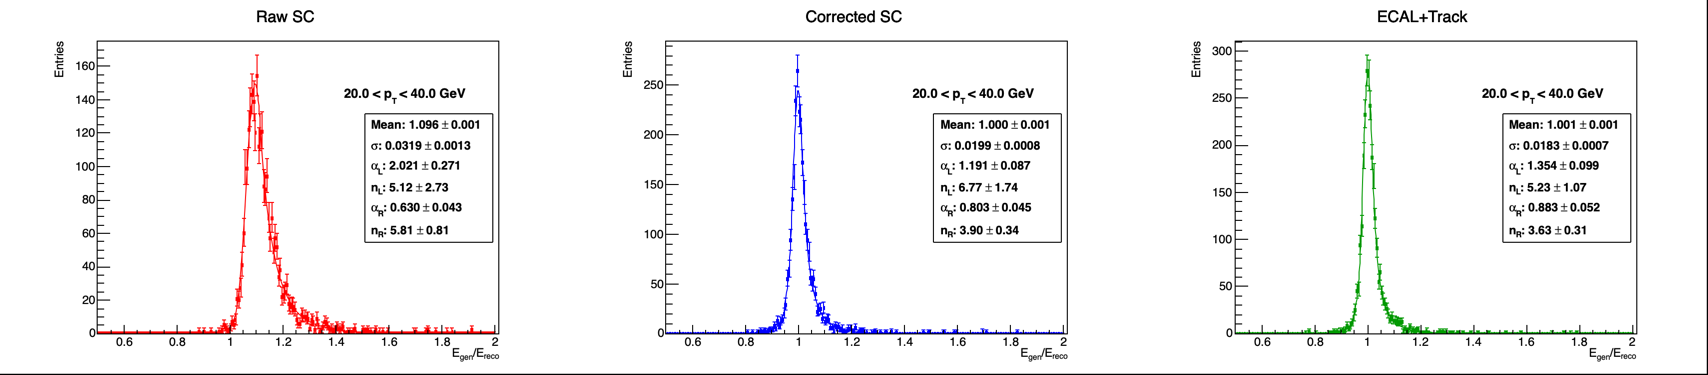 Raw SC
Entries
160
140
120
100
80
60
40
20
0
20.0 < pT < 40.0 GeV
Mean: 1.096 ± 0.001
σ: 0.0319 ± 0.0013
αL: 2.021 ± 0.271
nL: 5.12 ± 2.73
αR: 0.630 ± 0.043
nR: 5.81 ± 0.81
0.6 0.8 1 1.2 1.4 1.6 1.8 2
Egen/Ereco
Corrected SC
Entries
250
200
150
100
50
0
20.0 < pT < 40.0 GeV
Mean: 1.000 ± 0.001
σ: 0.0199 ± 0.0008
αL: 1.191 ± 0.087
nL: 6.77 ± 1.74
αR: 0.803 ± 0.045
nR: 3.90 ± 0.34
0.6 0.8 1 1.2 1.4 1.6 1.8 2
Egen/Ereco
ECAL+Track
Entries
300
250
200
150
100
50
0
20.0 < pT < 40.0 GeV
Mean: 1.001 ± 0.001
σ: 0.0183 ± 0.0007
αL: 1.354 ± 0.099
nL: 5.23 ± 1.07
αR: 0.883 ± 0.052
nR: 3.63 ± 0.31
0.6 0.8 1 1.2 1.4 1.6 1.8 2
Egen/Ereco